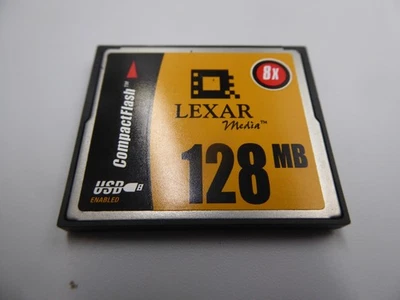 8x
LEXAR
Media™
CompactFlash™
128 MB
USB
ENABLED